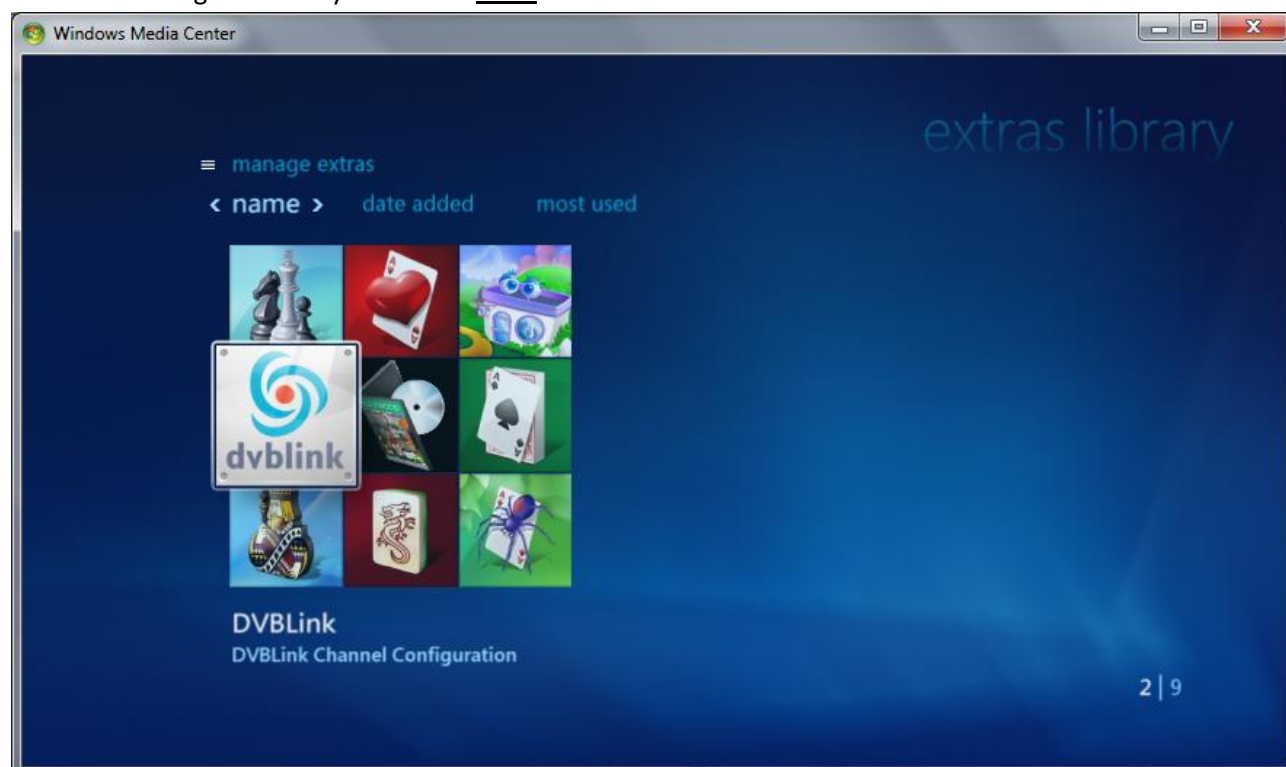 Windows Media Center
extras library
manage extras
< name > date added most used
dvblink
DVBLink
DVBLink Channel Configuration
2 | 9